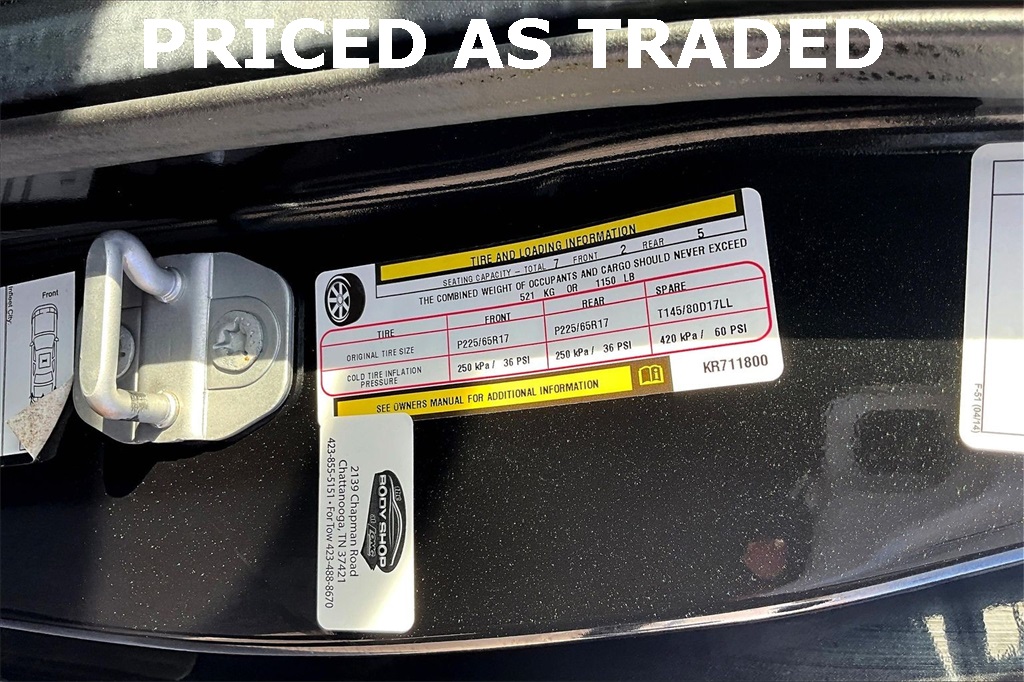 PRICED AS TRADED
TIRE AND LOADING INFORMATION
SEATING CAPACITY – TOTAL 7 FRONT 2 REAR 5
THE COMBINED WEIGHT OF OCCUPANTS AND CARGO SHOULD NEVER EXCEED
521 KG OR 1150 LB
TIRE FRONT REAR SPARE
ORIGINAL TIRE SIZE P225/65R17 P225/65R17 T145/80D17LL
COLD TIRE INFLATION PRESSURE 250 kPa / 36 PSI 250 kPa / 36 PSI 420 kPa / 60 PSI
SEE OWNERS MANUAL FOR ADDITIONAL INFORMATION
KR711800
BODY SHOP
2139 Chapman Road
Chattanooga, TN 37421
423-855-5151 • For Tow 423-488-8670
Front
City
F-51 (04/14)